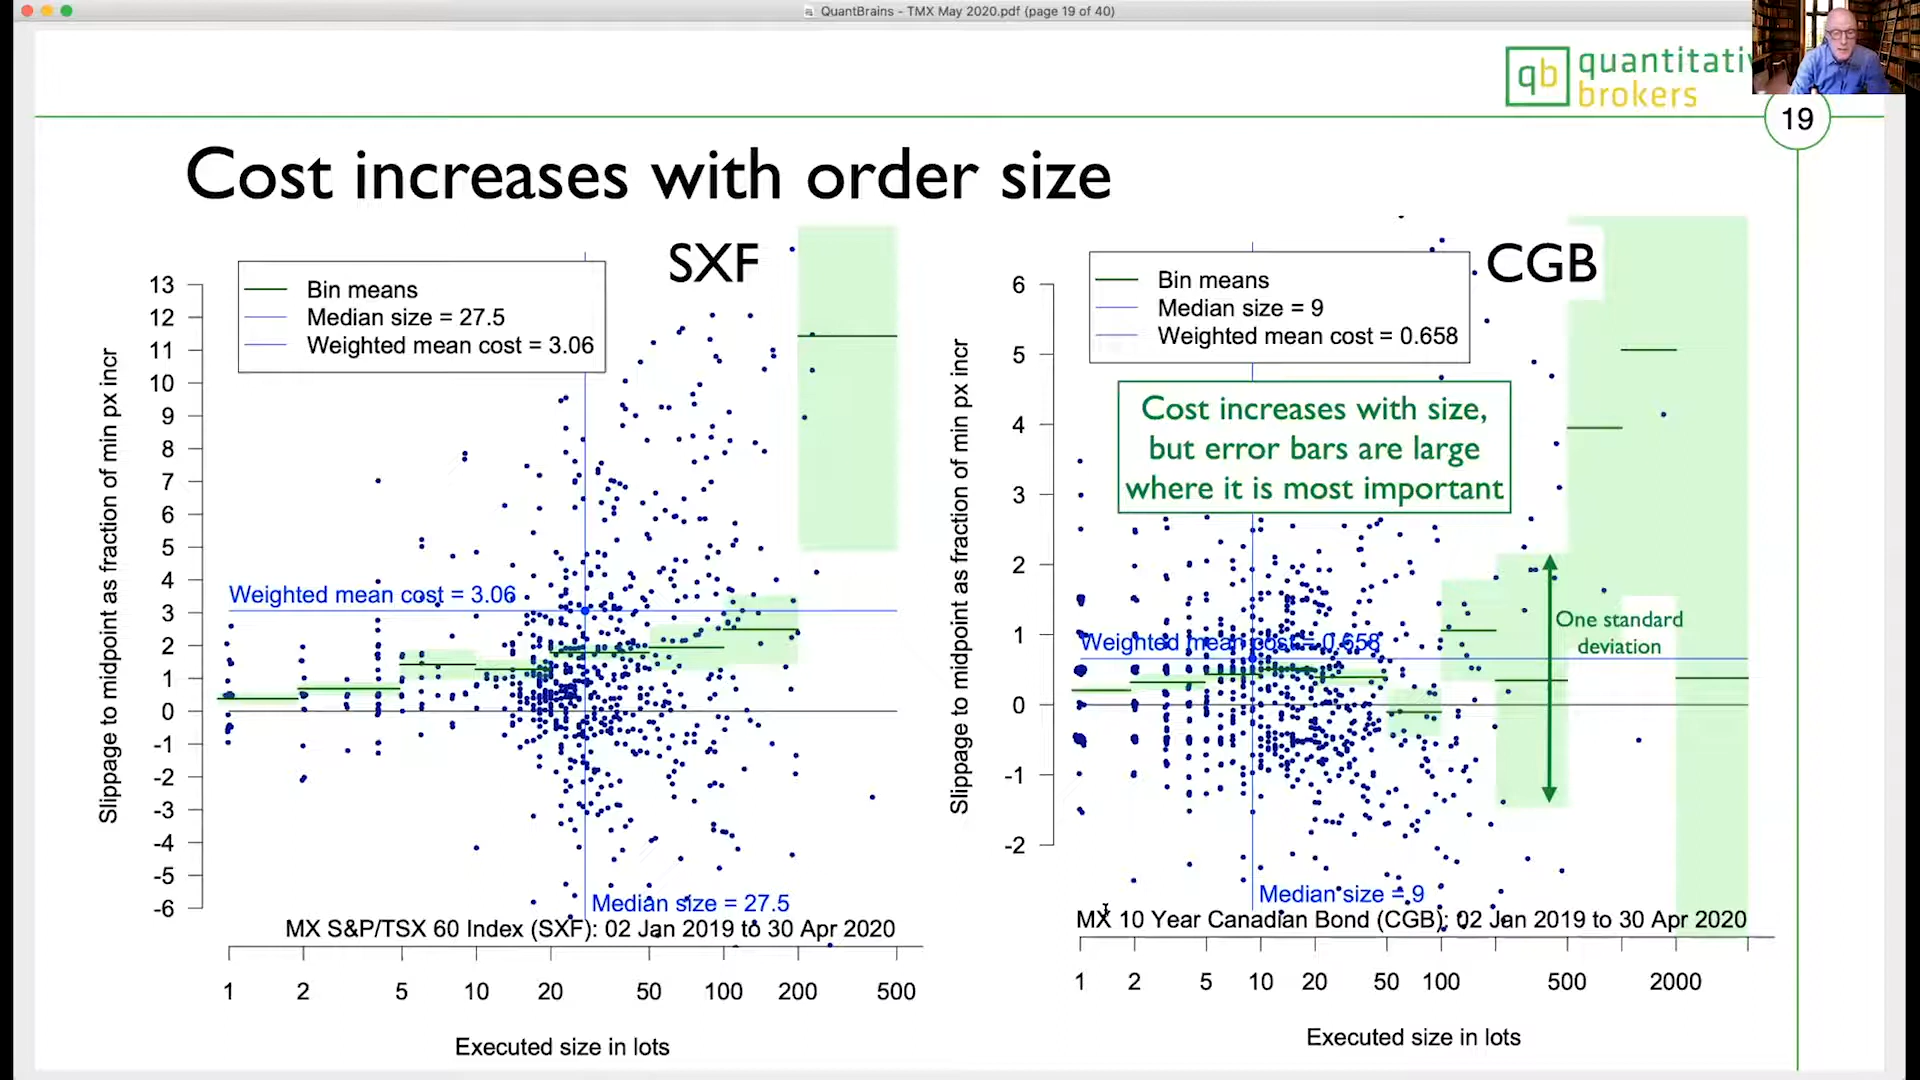 QuantBrains - TMX May 2020.pdf (page 19 of 40)
qb
quantitati
brokers
19
Cost increases with order size
SXF
Bin means
Median size = 27.5
Weighted mean cost = 3.06
13
12
11
10
9
8
7
6
5
4
3
2
1
0
-1
-2
-3
-4
-5
-6
Slippage to midpoint as fraction of min px incr
Weighted mean cost = 3.06
Median size = 27.5
MX S&P/TSX 60 Index (SXF): 02 Jan 2019 to 30 Apr 2020
1 2 5 10 20 50 100 200 500
Executed size in lots
CGB
Bin means
Median size = 9
Weighted mean cost = 0.658
Cost increases with size,
but error bars are large
where it is most important
6
5
4
3
2
1
0
-1
-2
Slippage to midpoint as fraction of min px incr
Weighted mean cost = 0.658
One standard
deviation
Median size = 9
MX 10 Year Canadian Bond (CGB): 02 Jan 2019 to 30 Apr 2020
1 2 5 10 20 50 100 500 2000
Executed size in lots